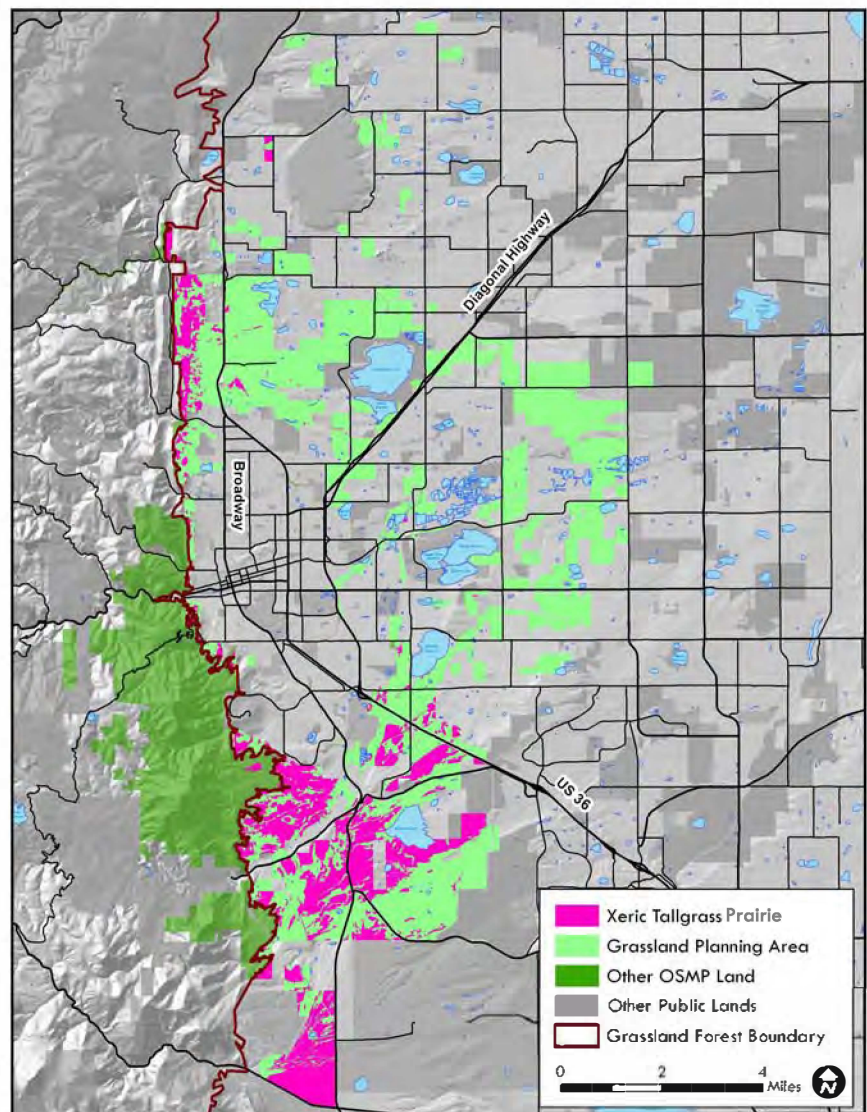 Diagonal Highway
Broadway
US 36
Xeric Tallgrass Prairie
Grassland Planning Area
Other OSMP Land
Other Public Lands
Grassland Forest Boundary
0 2 4
Miles
N